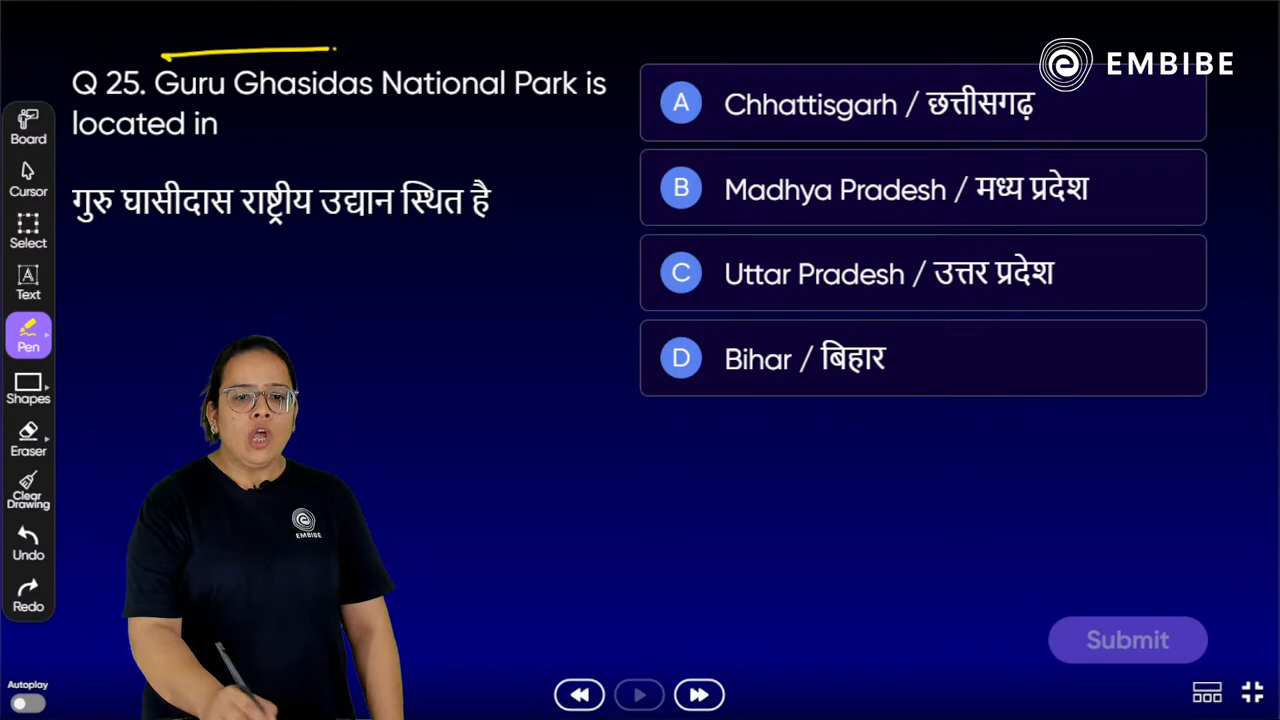 EMBIBE
Q 25. Guru Ghasidas National Park is
located in
गुरु घासीदास राष्ट्रीय उद्यान स्थित है
A Chhattisgarh / छत्तीसगढ़
B Madhya Pradesh / मध्य प्रदेश
C Uttar Pradesh / उत्तर प्रदेश
D Bihar / बिहार
Board
Cursor
Select
A
Text
Pen
Shapes
Eraser
Clear
Drawing
Undo
Redo
EMBIBE
Submit
Autoplay